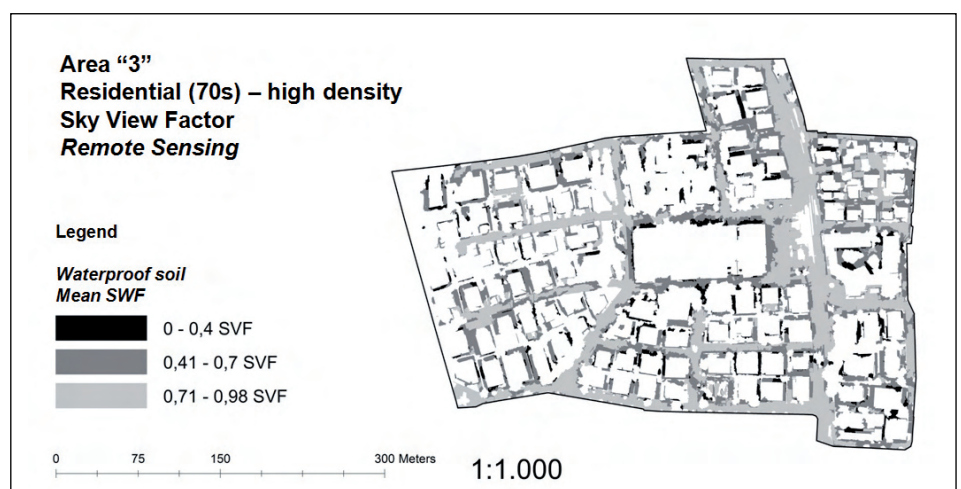 Area “3”
Residential (70s) – high density
Sky View Factor
Remote Sensing
Legend
Waterproof soil
Mean SWF
0 - 0,4 SVF
0,41 - 0,7 SVF
0,71 - 0,98 SVF
0 75 150 300 Meters
1:1.000